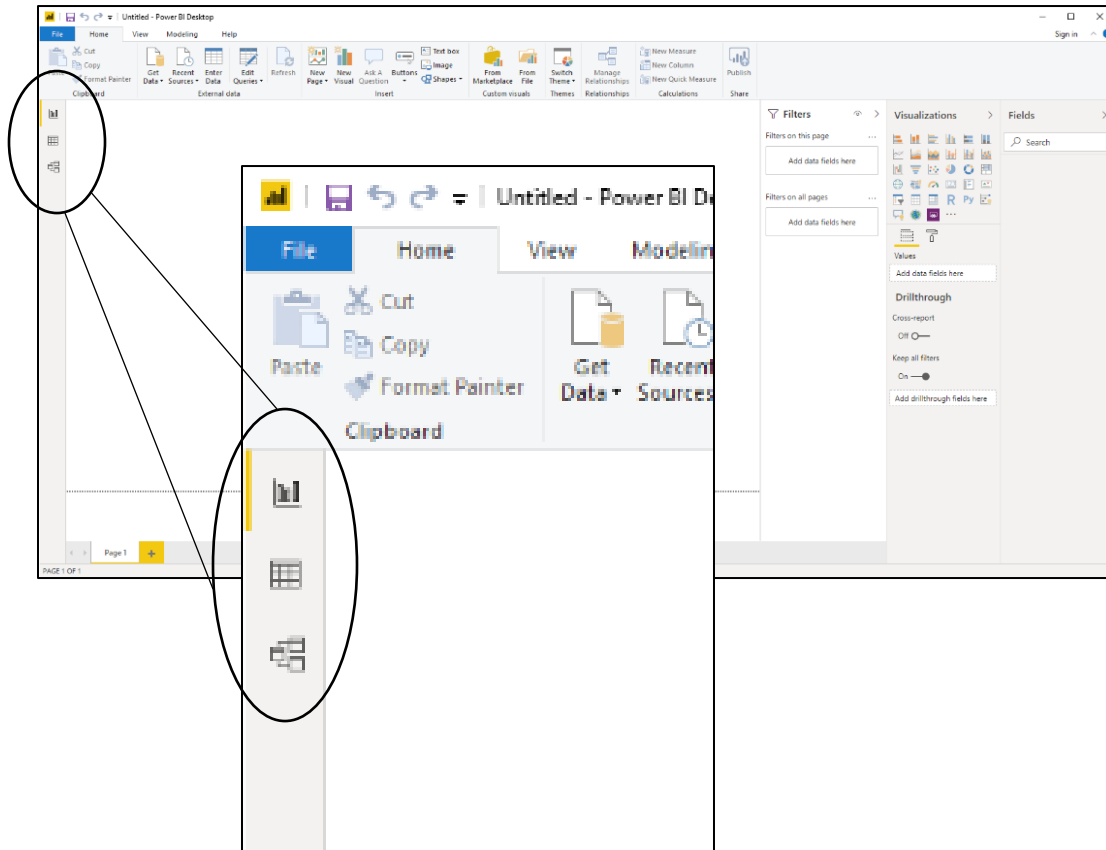 Untitled - Power BI Desktop
File Home View Modeling Help Sign in
Cut
Copy
Format Painter
Clipboard
Get Data
Recent Sources
Enter Data
Edit Queries
External data
Refresh
New Page
New Visual
Ask A Question
Buttons
Text box
Image
Shapes
Insert
From Marketplace
From File
Custom visuals
Switch Theme
Themes
Manage Relationships
Relationships
New Measure
New Column
New Quick Measure
Calculations
Publish
Share
Filters
Filters on this page ...
Add data fields here
Filters on all pages ...
Add data fields here
Visualizations
R Py
...
Values
Add data fields here
Drillthrough
Cross-report
Off
Keep all filters
On
Add drillthrough fields here
Fields
Search
Page 1 +
PAGE 1 OF 1
Untitled - Power BI De
File Home View Modelin
Paste
Cut
Copy
Format Painter
Clipboard
Get
Data
Recent
Sources